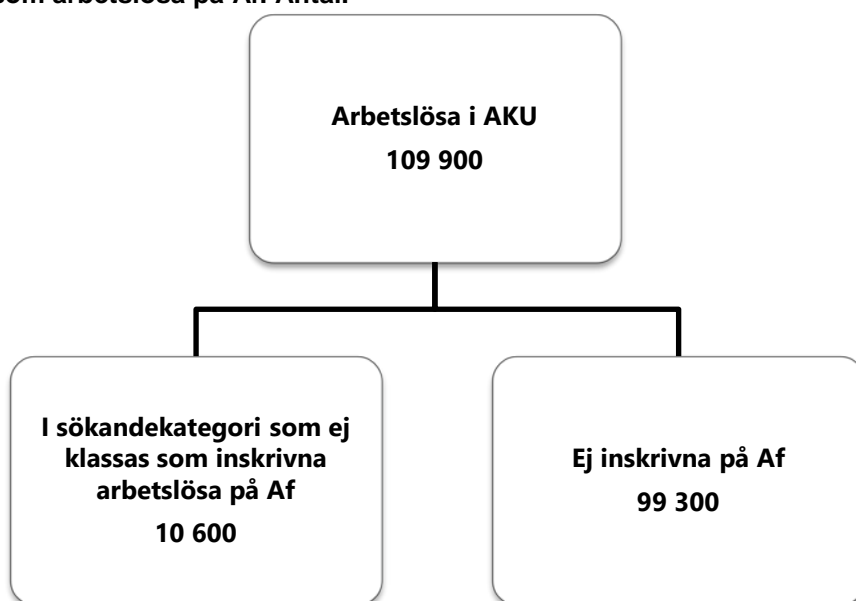 som arbetslösa på Af. Antal.
Arbetslösa i AKU
109 900
I sökandekategori som ej
klassas som inskrivna
arbetslösa på Af
10 600
Ej inskrivna på Af
99 300